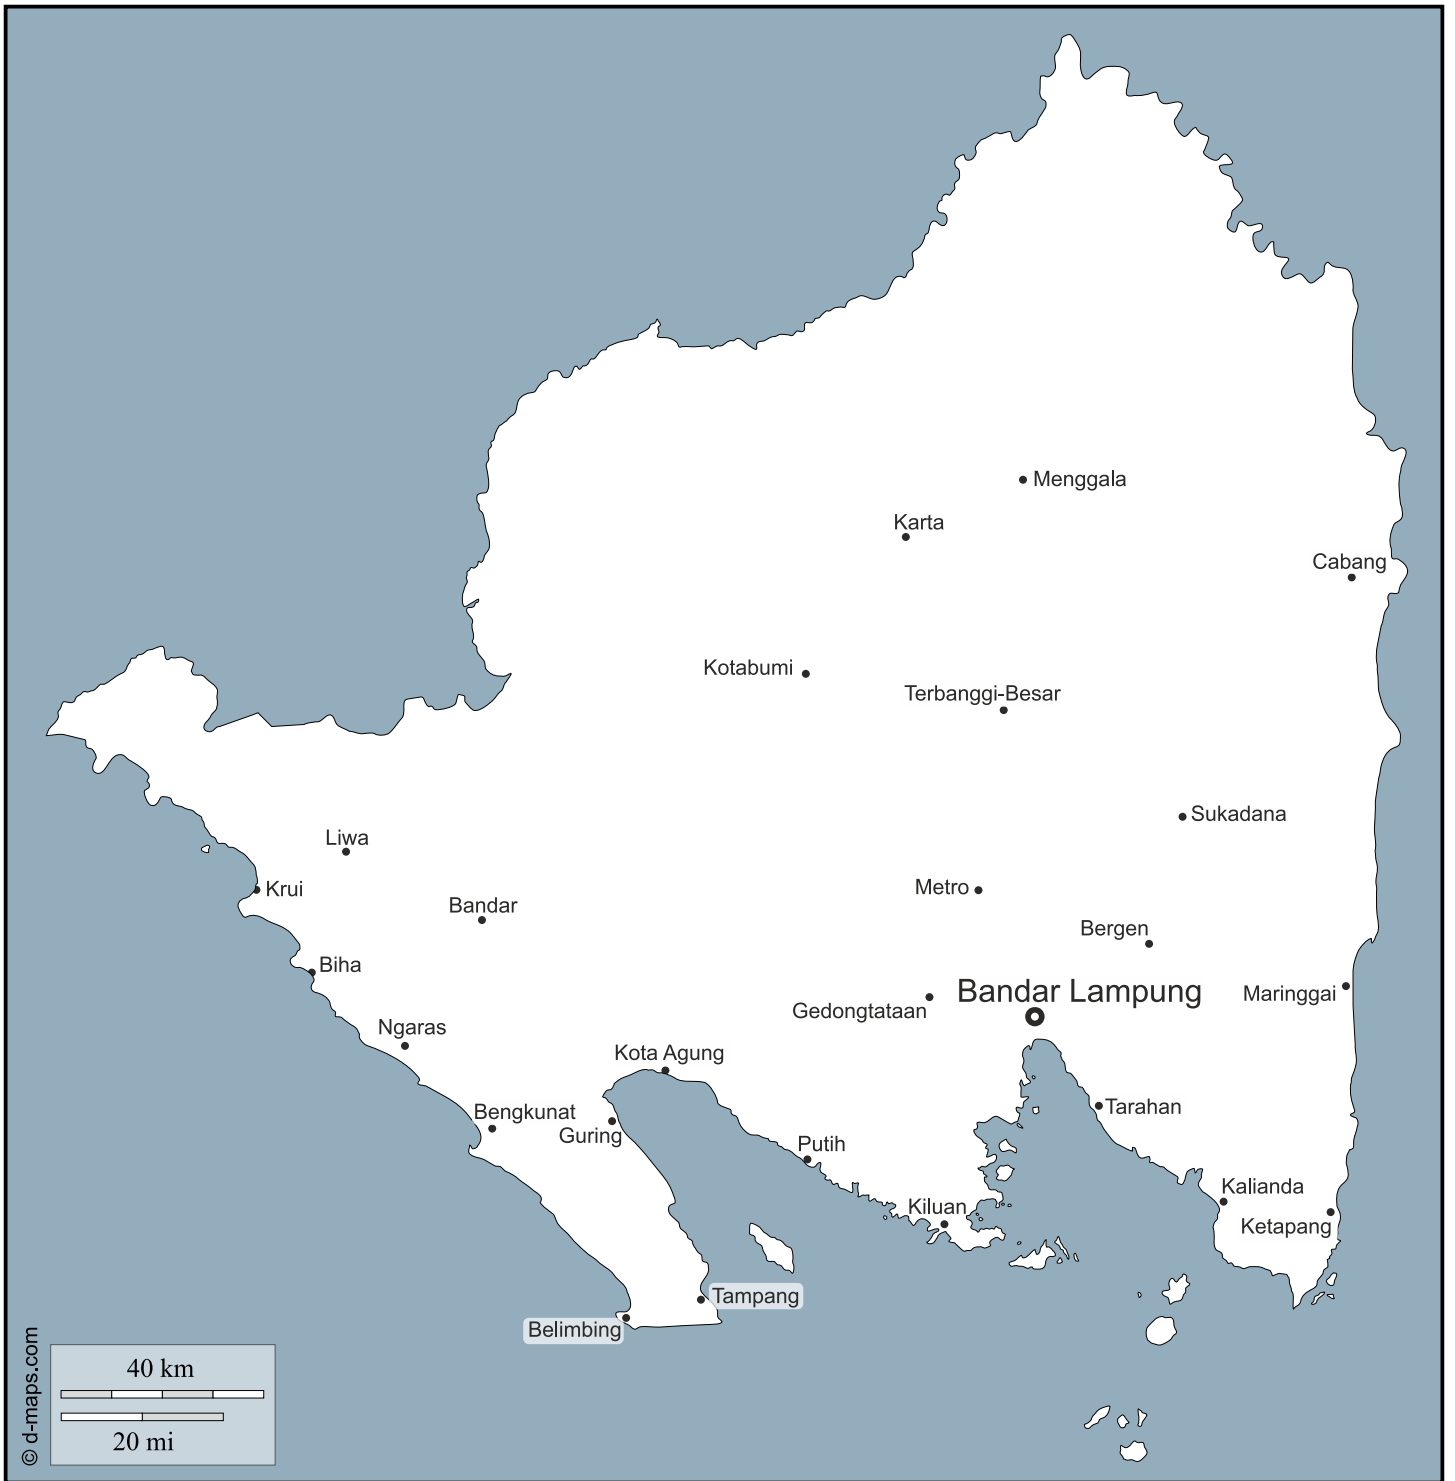 Menggala
Karta
Cabang
Kotabumi
Terbanggi-Besar
Sukadana
Liwa
Krui
Metro
Bandar
Bergen
Biha
Bandar Lampung
Maringgai
Gedongtataan
Ngaras
Kota Agung
Tarahan
Bengkunat
Guring
Putih
Kalianda
Kiluan
Ketapang
Tampang
Belimbing
40 km
20 mi
© d-maps.com